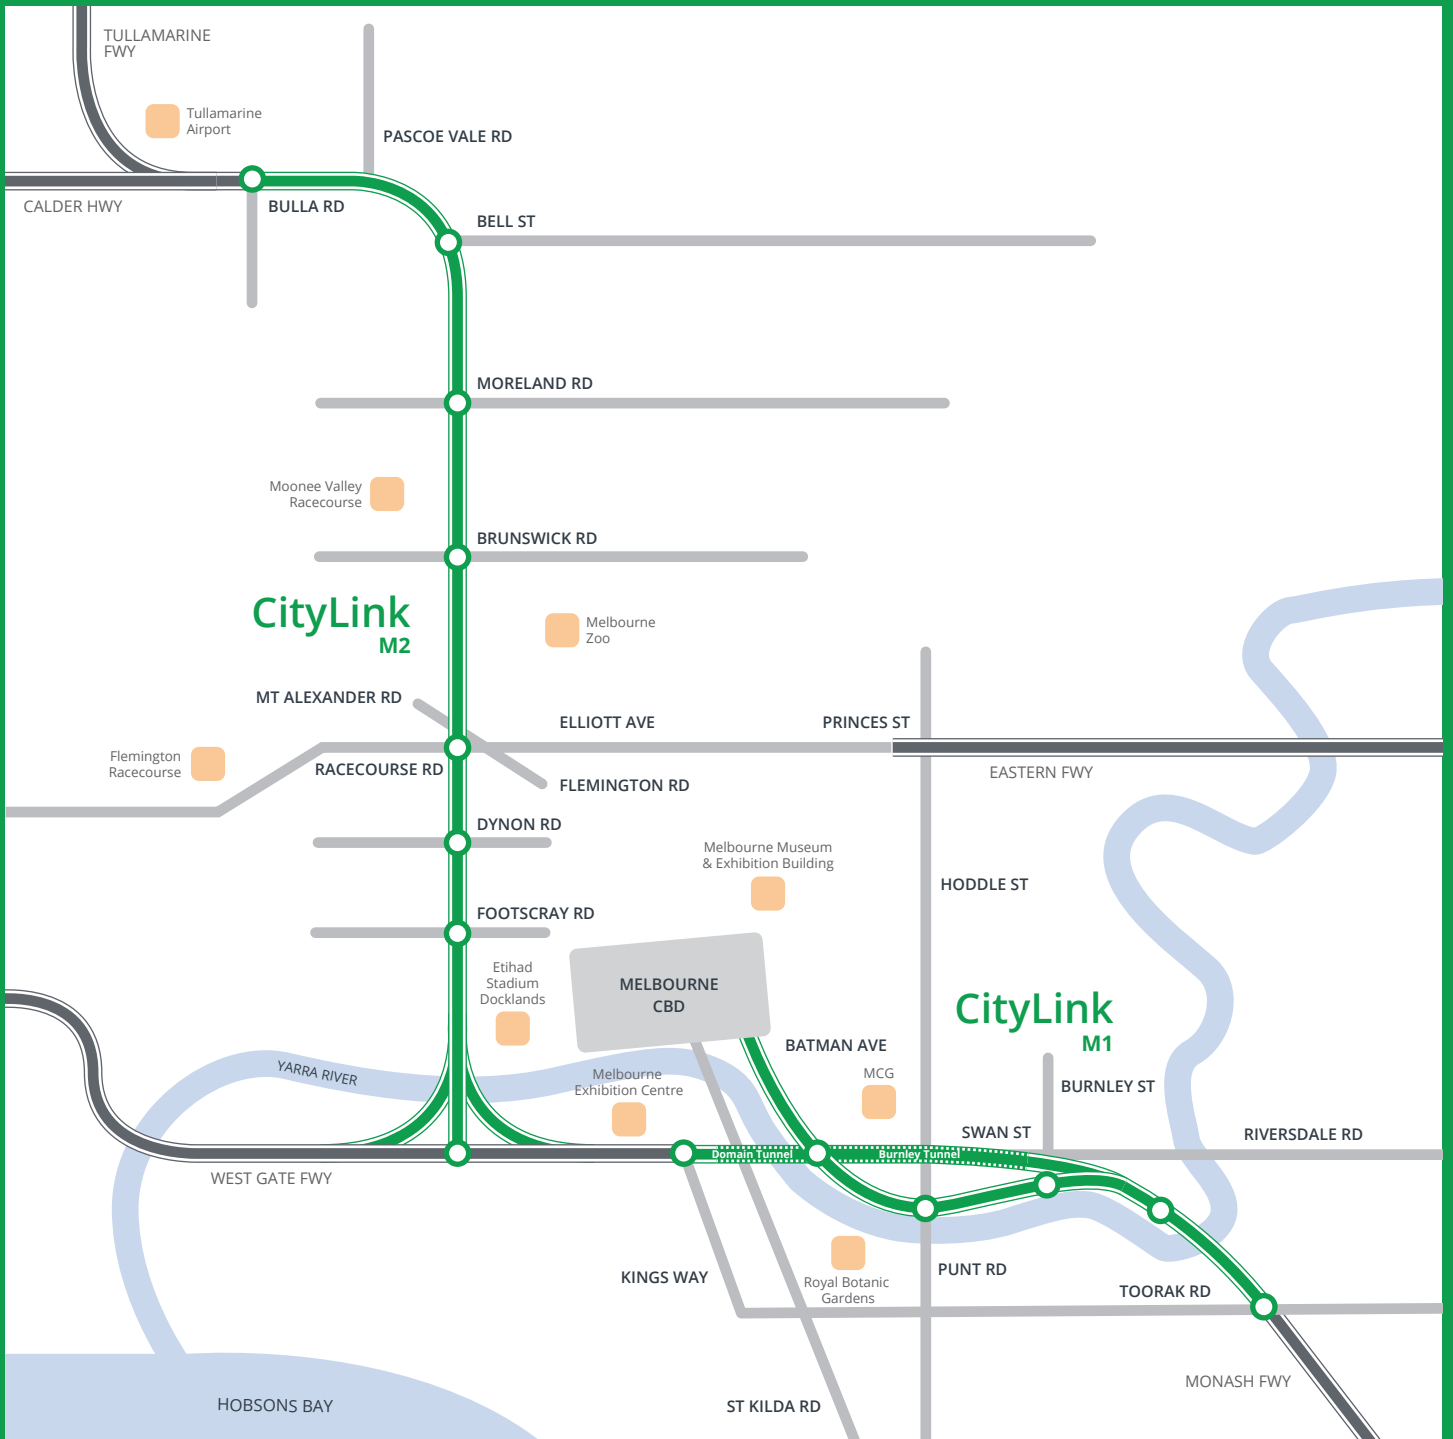 TULLAMARINE
FWY
Tullamarine
Airport
PASCOE VALE RD
CALDER HWY
BULLA RD
BELL ST
MORELAND RD
Moonee Valley
Racecourse
BRUNSWICK RD
CityLink
M2
Melbourne
Zoo
MT ALEXANDER RD
ELLIOTT AVE
PRINCES ST
Flemington
Racecourse
RACECOURSE RD
EASTERN FWY
FLEMINGTON RD
DYNON RD
Melbourne Museum
& Exhibition Building
HODDLE ST
FOOTSCRAY RD
Etihad
Stadium
Docklands
MELBOURNE
CBD
CityLink
M1
BATMAN AVE
YARRA RIVER
Melbourne
Exhibition Centre
MCG
BURNLEY ST
SWAN ST
RIVERSDALE RD
Domain Tunnel
Burnley Tunnel
WEST GATE FWY
KINGS WAY
Royal Botanic
Gardens
PUNT RD
TOORAK RD
MONASH FWY
HOBSONS BAY
ST KILDA RD